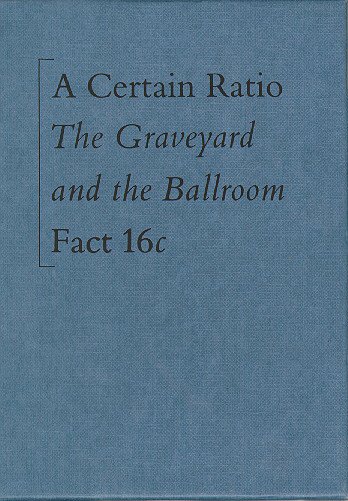 A Certain Ratio
The Graveyard
and the Ballroom
Fact 16c